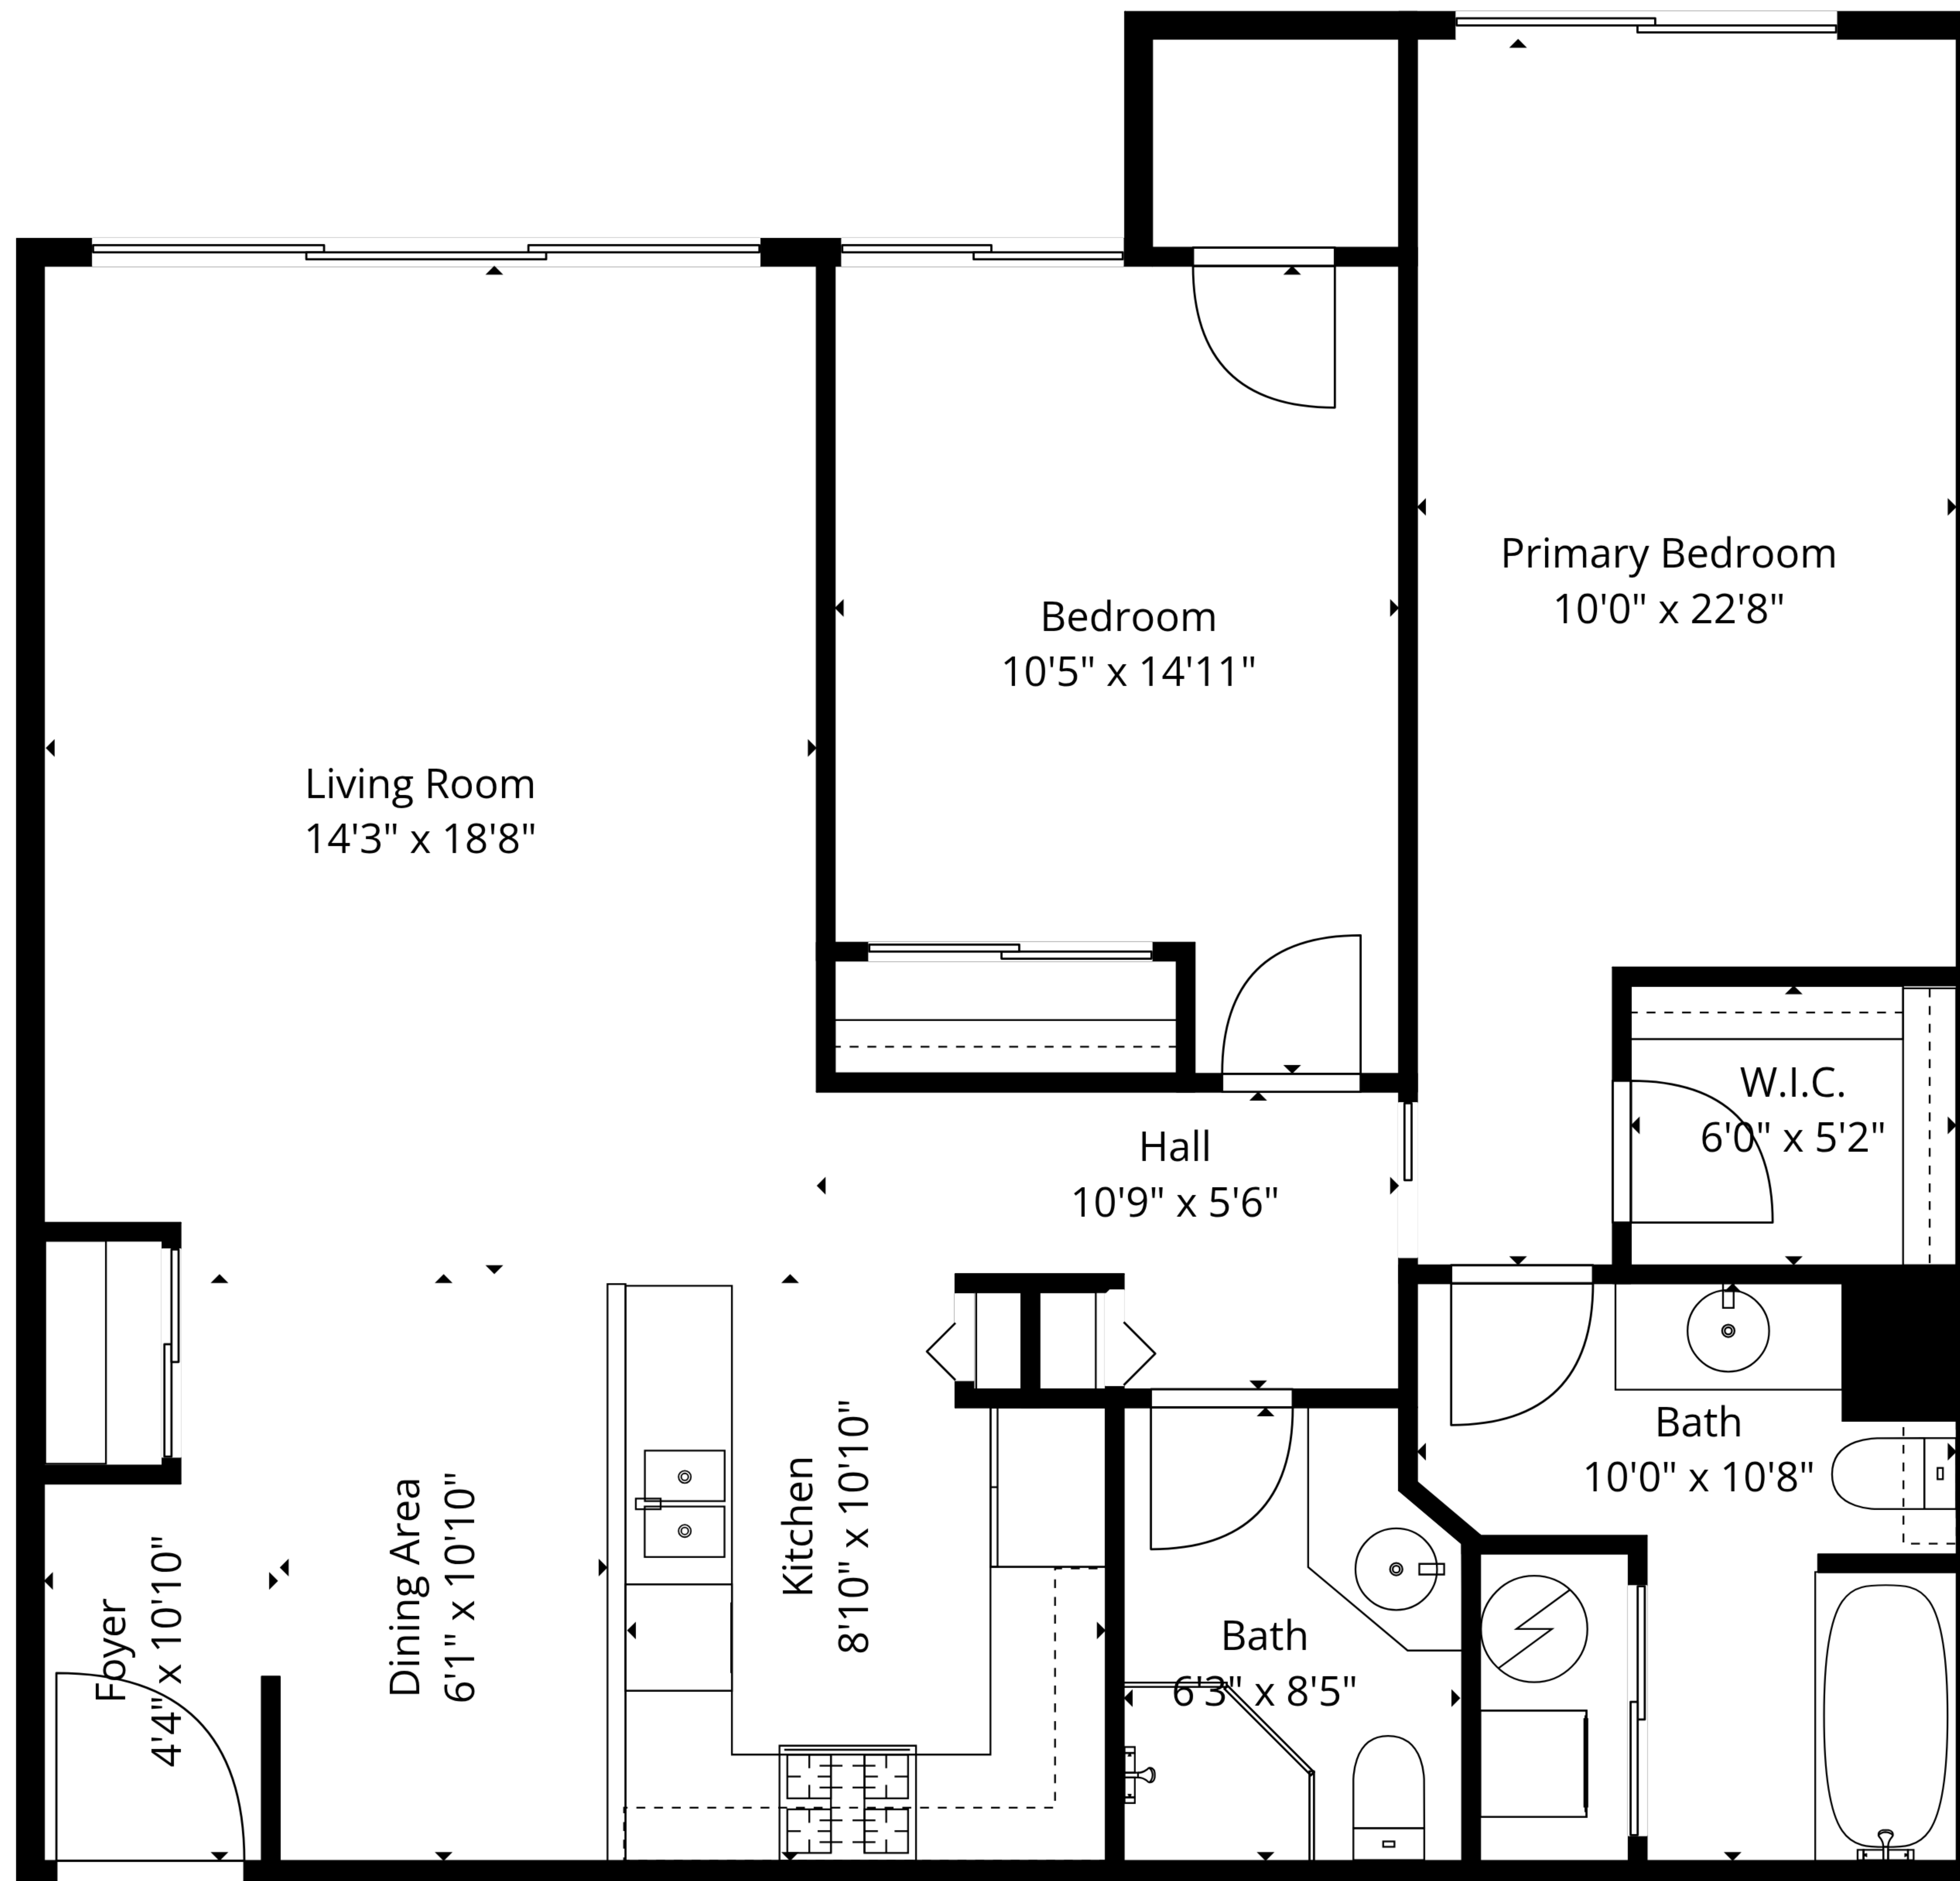 Primary Bedroom
10'0" x 22'8"
Bedroom
10'5" x 14'11"
Living Room
14'3" x 18'8"
W.I.C.
6'0" x 5'2"
Hall
10'9" x 5'6"
Bath
10'0" x 10'8"
Kitchen
8'10" x 10'10"
Dining Area
6'1" x 10'10"
Foyer
4'4" x 10'10"
Bath
6'3" x 8'5"